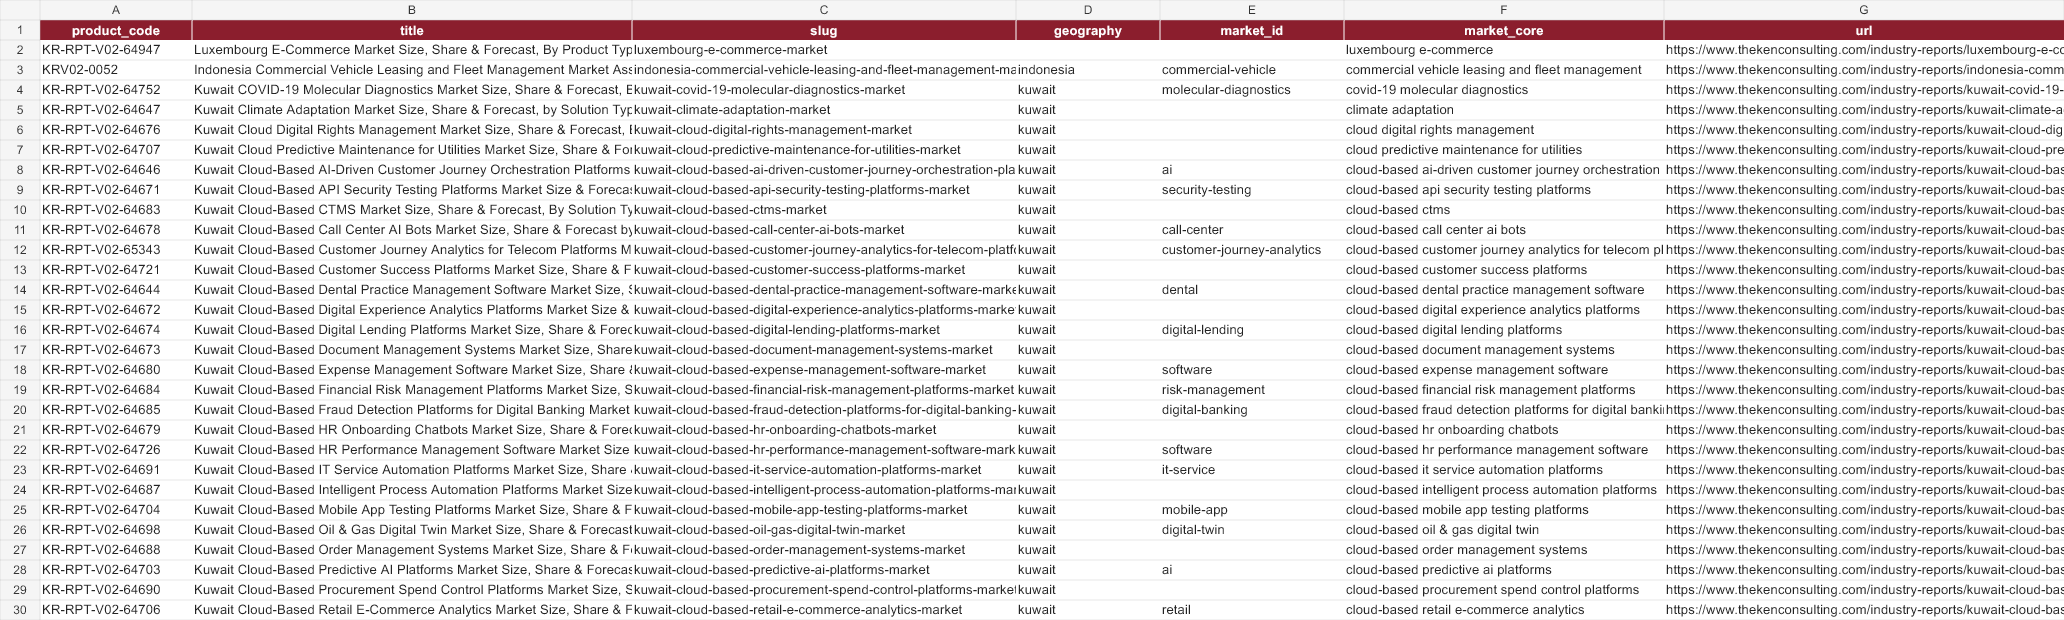 A B C D E F G
1 product_code title slug geography market_id market_core url
2 KR-RPT-V02-64947 Luxembourg E-Commerce Market Size, Share & Forecast, By Product Typ luxembourg-e-commerce-market luxembourg e-commerce https://www.thekenconsulting.com/industry-reports/luxembourg-e-co
3 KRV02-0052 Indonesia Commercial Vehicle Leasing and Fleet Management Market Ass indonesia-commercial-vehicle-leasing-and-fleet-management-ma indonesia commercial-vehicle commercial vehicle leasing and fleet management https://www.thekenconsulting.com/industry-reports/indonesia-comm
4 KR-RPT-V02-64752 Kuwait COVID-19 Molecular Diagnostics Market Size, Share & Forecast, B kuwait-covid-19-molecular-diagnostics-market kuwait molecular-diagnostics covid-19 molecular diagnostics https://www.thekenconsulting.com/industry-reports/kuwait-covid-19-
5 KR-RPT-V02-64647 Kuwait Climate Adaptation Market Size, Share & Forecast, by Solution Typ kuwait-climate-adaptation-market kuwait climate adaptation https://www.thekenconsulting.com/industry-reports/kuwait-climate-a
6 KR-RPT-V02-64676 Kuwait Cloud Digital Rights Management Market Size, Share & Forecast, kuwait-cloud-digital-rights-management-market kuwait cloud digital rights management https://www.thekenconsulting.com/industry-reports/kuwait-cloud-dig
7 KR-RPT-V02-64707 Kuwait Cloud Predictive Maintenance for Utilities Market Size, Share & For kuwait-cloud-predictive-maintenance-for-utilities-market kuwait cloud predictive maintenance for utilities https://www.thekenconsulting.com/industry-reports/kuwait-cloud-pre
8 KR-RPT-V02-64646 Kuwait Cloud-Based AI-Driven Customer Journey Orchestration Platforms kuwait-cloud-based-ai-driven-customer-journey-orchestration-pla kuwait ai cloud-based ai-driven customer journey orchestration https://www.thekenconsulting.com/industry-reports/kuwait-cloud-bas
9 KR-RPT-V02-64671 Kuwait Cloud-Based API Security Testing Platforms Market Size & Forecas kuwait-cloud-based-api-security-testing-platforms-market kuwait security-testing cloud-based api security testing platforms https://www.thekenconsulting.com/industry-reports/kuwait-cloud-bas
10 KR-RPT-V02-64683 Kuwait Cloud-Based CTMS Market Size, Share & Forecast, By Solution Ty kuwait-cloud-based-ctms-market kuwait cloud-based ctms https://www.thekenconsulting.com/industry-reports/kuwait-cloud-bas
11 KR-RPT-V02-64678 Kuwait Cloud-Based Call Center AI Bots Market Size, Share & Forecast by kuwait-cloud-based-call-center-ai-bots-market kuwait call-center cloud-based call center ai bots https://www.thekenconsulting.com/industry-reports/kuwait-cloud-bas
12 KR-RPT-V02-65343 Kuwait Cloud-Based Customer Journey Analytics for Telecom Platforms M kuwait-cloud-based-customer-journey-analytics-for-telecom-platfo kuwait customer-journey-analytics cloud-based customer journey analytics for telecom pl https://www.thekenconsulting.com/industry-reports/kuwait-cloud-bas
13 KR-RPT-V02-64721 Kuwait Cloud-Based Customer Success Platforms Market Size, Share & F kuwait-cloud-based-customer-success-platforms-market kuwait cloud-based customer success platforms https://www.thekenconsulting.com/industry-reports/kuwait-cloud-bas
14 KR-RPT-V02-64644 Kuwait Cloud-Based Dental Practice Management Software Market Size, S kuwait-cloud-based-dental-practice-management-software-marke kuwait dental cloud-based dental practice management software https://www.thekenconsulting.com/industry-reports/kuwait-cloud-bas
15 KR-RPT-V02-64672 Kuwait Cloud-Based Digital Experience Analytics Platforms Market Size & kuwait-cloud-based-digital-experience-analytics-platforms-marke kuwait cloud-based digital experience analytics platforms https://www.thekenconsulting.com/industry-reports/kuwait-cloud-bas
16 KR-RPT-V02-64674 Kuwait Cloud-Based Digital Lending Platforms Market Size, Share & Forec kuwait-cloud-based-digital-lending-platforms-market kuwait digital-lending cloud-based digital lending platforms https://www.thekenconsulting.com/industry-reports/kuwait-cloud-bas
17 KR-RPT-V02-64673 Kuwait Cloud-Based Document Management Systems Market Size, Share kuwait-cloud-based-document-management-systems-market kuwait cloud-based document management systems https://www.thekenconsulting.com/industry-reports/kuwait-cloud-bas
18 KR-RPT-V02-64680 Kuwait Cloud-Based Expense Management Software Market Size, Share & kuwait-cloud-based-expense-management-software-market kuwait software cloud-based expense management software https://www.thekenconsulting.com/industry-reports/kuwait-cloud-bas
19 KR-RPT-V02-64684 Kuwait Cloud-Based Financial Risk Management Platforms Market Size, S kuwait-cloud-based-financial-risk-management-platforms-market kuwait risk-management cloud-based financial risk management platforms https://www.thekenconsulting.com/industry-reports/kuwait-cloud-bas
20 KR-RPT-V02-64685 Kuwait Cloud-Based Fraud Detection Platforms for Digital Banking Market kuwait-cloud-based-fraud-detection-platforms-for-digital-banking- kuwait digital-banking cloud-based fraud detection platforms for digital banki https://www.thekenconsulting.com/industry-reports/kuwait-cloud-bas
21 KR-RPT-V02-64679 Kuwait Cloud-Based HR Onboarding Chatbots Market Size, Share & Forec kuwait-cloud-based-hr-onboarding-chatbots-market kuwait cloud-based hr onboarding chatbots https://www.thekenconsulting.com/industry-reports/kuwait-cloud-bas
22 KR-RPT-V02-64726 Kuwait Cloud-Based HR Performance Management Software Market Size kuwait-cloud-based-hr-performance-management-software-mark kuwait software cloud-based hr performance management software https://www.thekenconsulting.com/industry-reports/kuwait-cloud-bas
23 KR-RPT-V02-64691 Kuwait Cloud-Based IT Service Automation Platforms Market Size, Share kuwait-cloud-based-it-service-automation-platforms-market kuwait it-service cloud-based it service automation platforms https://www.thekenconsulting.com/industry-reports/kuwait-cloud-bas
24 KR-RPT-V02-64687 Kuwait Cloud-Based Intelligent Process Automation Platforms Market Size kuwait-cloud-based-intelligent-process-automation-platforms-mar kuwait cloud-based intelligent process automation platforms https://www.thekenconsulting.com/industry-reports/kuwait-cloud-bas
25 KR-RPT-V02-64704 Kuwait Cloud-Based Mobile App Testing Platforms Market Size, Share & F kuwait-cloud-based-mobile-app-testing-platforms-market kuwait mobile-app cloud-based mobile app testing platforms https://www.thekenconsulting.com/industry-reports/kuwait-cloud-bas
26 KR-RPT-V02-64698 Kuwait Cloud-Based Oil & Gas Digital Twin Market Size, Share & Forecast kuwait-cloud-based-oil-gas-digital-twin-market kuwait digital-twin cloud-based oil & gas digital twin https://www.thekenconsulting.com/industry-reports/kuwait-cloud-bas
27 KR-RPT-V02-64688 Kuwait Cloud-Based Order Management Systems Market Size, Share & F kuwait-cloud-based-order-management-systems-market kuwait cloud-based order management systems https://www.thekenconsulting.com/industry-reports/kuwait-cloud-bas
28 KR-RPT-V02-64703 Kuwait Cloud-Based Predictive AI Platforms Market Size, Share & Forecas kuwait-cloud-based-predictive-ai-platforms-market kuwait ai cloud-based predictive ai platforms https://www.thekenconsulting.com/industry-reports/kuwait-cloud-bas
29 KR-RPT-V02-64690 Kuwait Cloud-Based Procurement Spend Control Platforms Market Size, S kuwait-cloud-based-procurement-spend-control-platforms-market kuwait cloud-based procurement spend control platforms https://www.thekenconsulting.com/industry-reports/kuwait-cloud-bas
30 KR-RPT-V02-64706 Kuwait Cloud-Based Retail E-Commerce Analytics Market Size, Share & F kuwait-cloud-based-retail-e-commerce-analytics-market kuwait retail cloud-based retail e-commerce analytics https://www.thekenconsulting.com/industry-reports/kuwait-cloud-bas